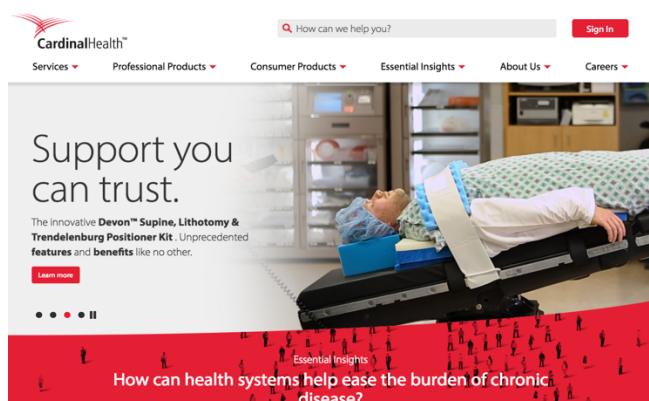 CardinalHealth™
How can we help you?
Sign In
Services
Professional Products
Consumer Products
Essential Insights
About Us
Careers
Support you
can trust.
The innovative Devon™ Supine, Lithotomy &
Trendelenburg Positioner Kit . Unprecedented
features and benefits like no other.
Learn more
Essential Insights
How can health systems help ease the burden of chronic
disease?